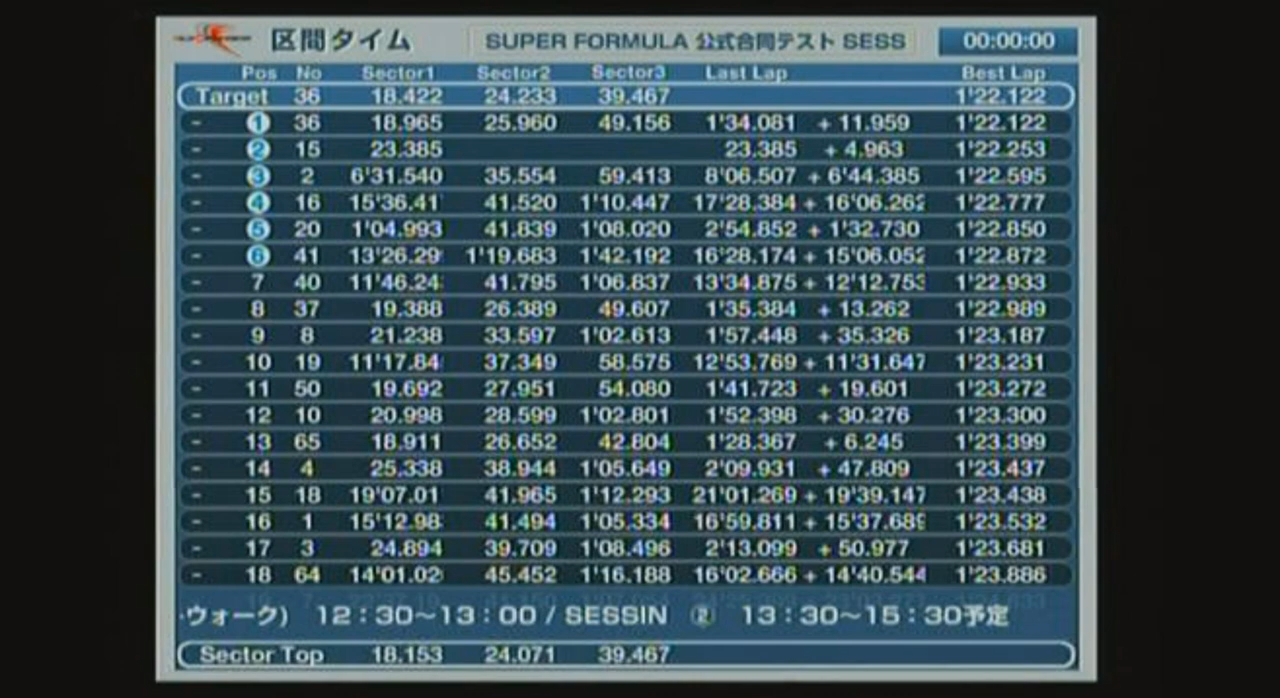 区間タイム SUPER FORMULA 公式合同テスト SESS 00:00:00
Pos No Sector1 Sector2 Sector3 Last Lap Best Lap
Target 36 18.422 24.233 39.467 1'22.122
- 1 36 18.965 25.960 49.156 1'34.081 + 11.959 1'22.122
- 2 15 23.385 23.385 + 4.963 1'22.253
- 3 2 6'31.540 35.554 59.413 8'06.507 + 6'44.385 1'22.595
- 4 16 15'36.41 41.520 1'10.447 17'28.384 + 16'06.262 1'22.777
- 5 20 1'04.993 41.839 1'08.020 2'54.852 + 1'32.730 1'22.850
- 6 41 13'26.29 1'19.683 1'42.192 16'28.174 + 15'06.052 1'22.872
- 7 40 11'46.24 41.795 1'06.837 13'34.875 + 12'12.753 1'22.933
- 8 37 19.388 26.389 49.607 1'35.384 + 13.262 1'22.989
- 9 8 21.238 33.597 1'02.613 1'57.448 + 35.326 1'23.187
- 10 19 11'17.84 37.349 58.575 12'53.769 + 11'31.647 1'23.231
- 11 50 19.692 27.951 54.080 1'41.723 + 19.601 1'23.272
- 12 10 20.998 28.599 1'02.801 1'52.398 + 30.276 1'23.300
- 13 65 18.911 26.652 42.804 1'28.367 + 6.245 1'23.399
- 14 4 25.338 38.944 1'05.649 2'09.931 + 47.809 1'23.437
- 15 18 19'07.01 41.965 1'12.293 21'01.269 + 19'39.147 1'23.438
- 16 1 15'12.98 41.494 1'05.334 16'59.811 + 15'37.689 1'23.532
- 17 3 24.894 39.709 1'08.496 2'13.099 + 50.977 1'23.681
- 18 64 14'01.02 45.452 1'16.188 16'02.666 + 14'40.544 1'23.886
ウォーク) 12：30～13：00 / SESSIN ② 13：30～15：30予定
Sector Top 18.153 24.071 39.467